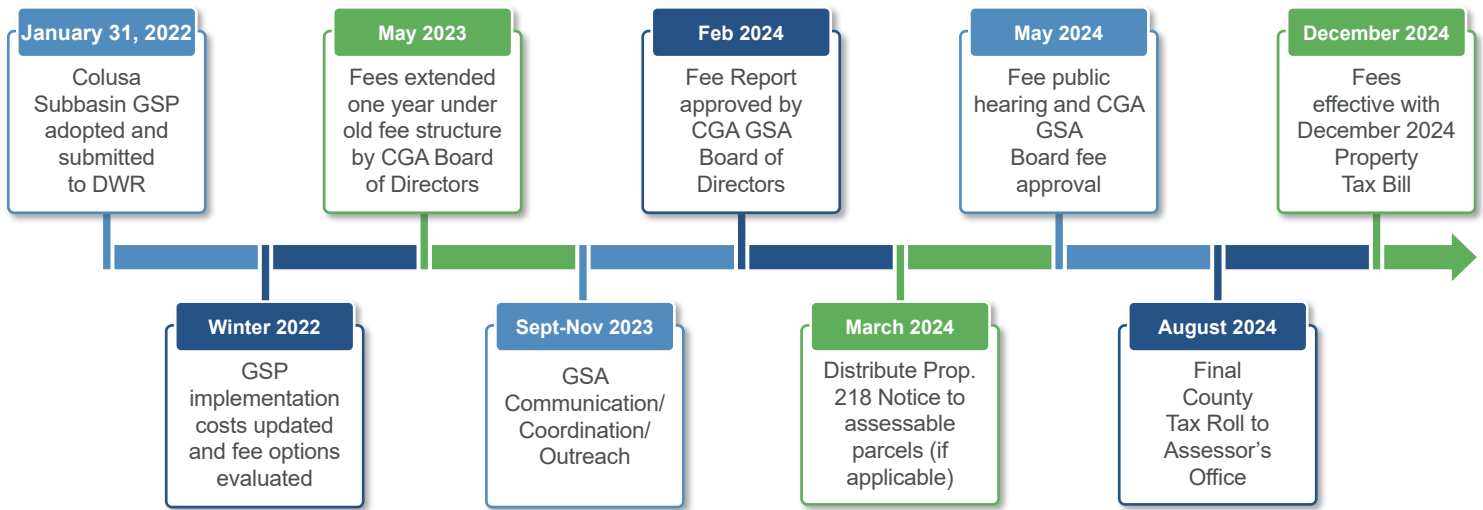 January 31, 2022
Colusa
Subbasin GSP
adopted and
submitted
to DWR
May 2023
Fees extended
one year under
old fee structure
by CGA Board
of Directors
Feb 2024
Fee Report
approved by
CGA GSA
Board of
Directors
May 2024
Fee public
hearing and CGA
GSA
Board fee
approval
December 2024
Fees
effective with
December 2024
Property
Tax Bill
Winter 2022
GSP
implementation
costs updated
and fee options
evaluated
Sept-Nov 2023
GSA
Communication/
Coordination/
Outreach
March 2024
Distribute Prop.
218 Notice to
assessable
parcels (if
applicable)
August 2024
Final
County
Tax Roll to
Assessor’s
Office